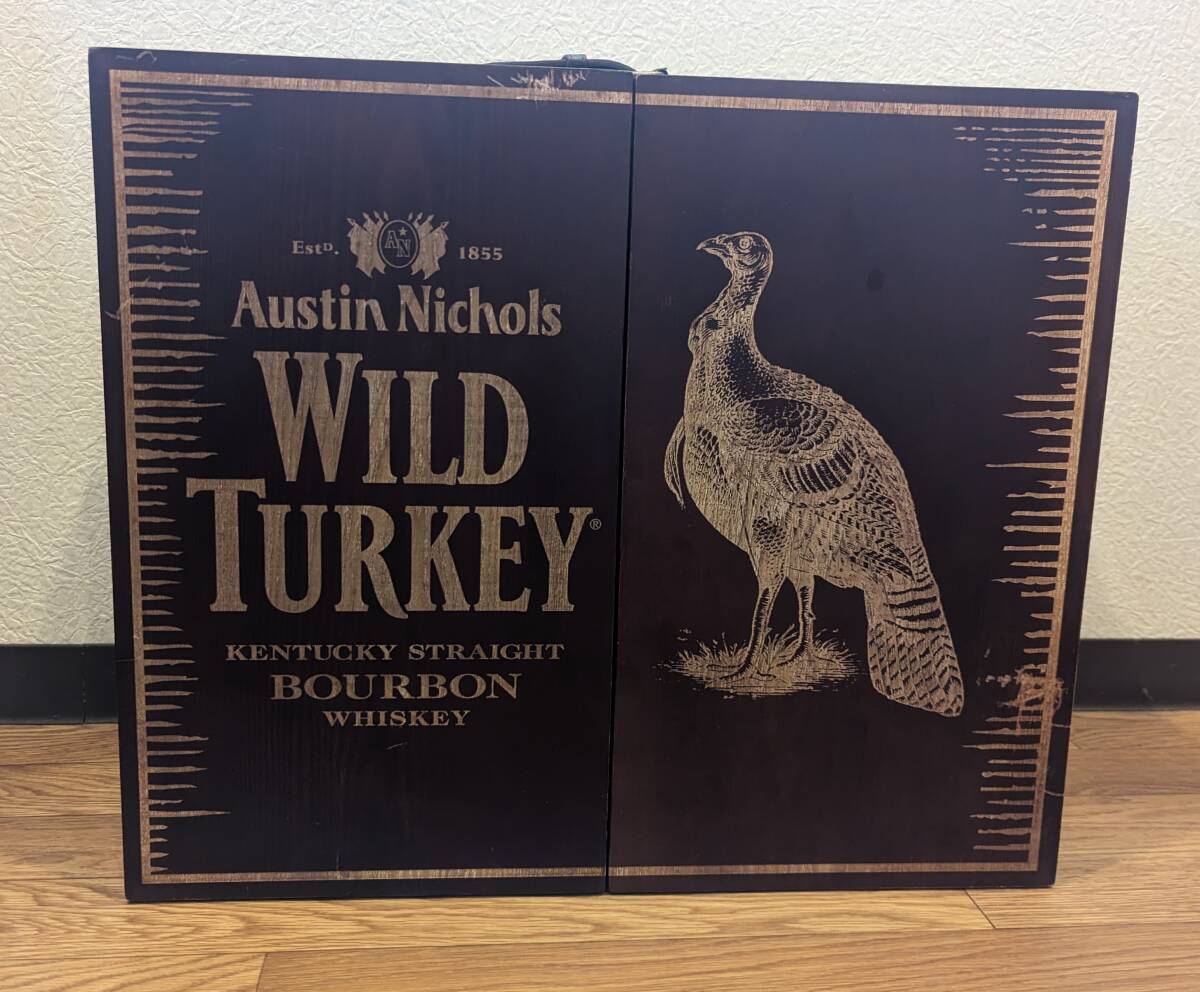 Estᴰ. AN 1855
Austin Nichols
WILD
TURKEY®
KENTUCKY STRAIGHT
BOURBON
WHISKEY